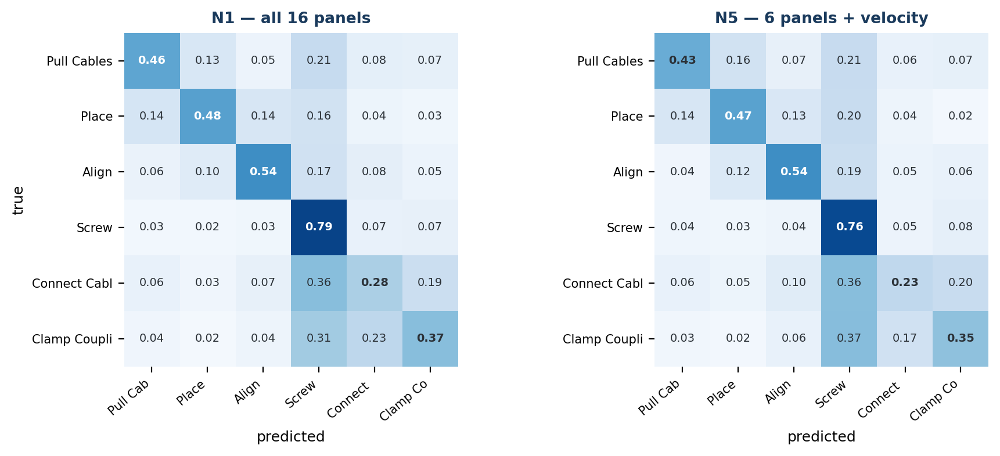 N1 — all 16 panels
Pull Cables 0.46 0.13 0.05 0.21 0.08 0.07
Place 0.14 0.48 0.14 0.16 0.04 0.03
Align 0.06 0.10 0.54 0.17 0.08 0.05
Screw 0.03 0.02 0.03 0.79 0.07 0.07
Connect Cabl 0.06 0.03 0.07 0.36 0.28 0.19
Clamp Coupli 0.04 0.02 0.04 0.31 0.23 0.37
Pull Cab Place Align Screw Connect Clamp Co
predicted
true
N5 — 6 panels + velocity
Pull Cables 0.43 0.16 0.07 0.21 0.06 0.07
Place 0.14 0.47 0.13 0.20 0.04 0.02
Align 0.04 0.12 0.54 0.19 0.05 0.06
Screw 0.04 0.03 0.04 0.76 0.05 0.08
Connect Cabl 0.06 0.05 0.10 0.36 0.23 0.20
Clamp Coupli 0.03 0.02 0.06 0.37 0.17 0.35
Pull Cab Place Align Screw Connect Clamp Co
predicted